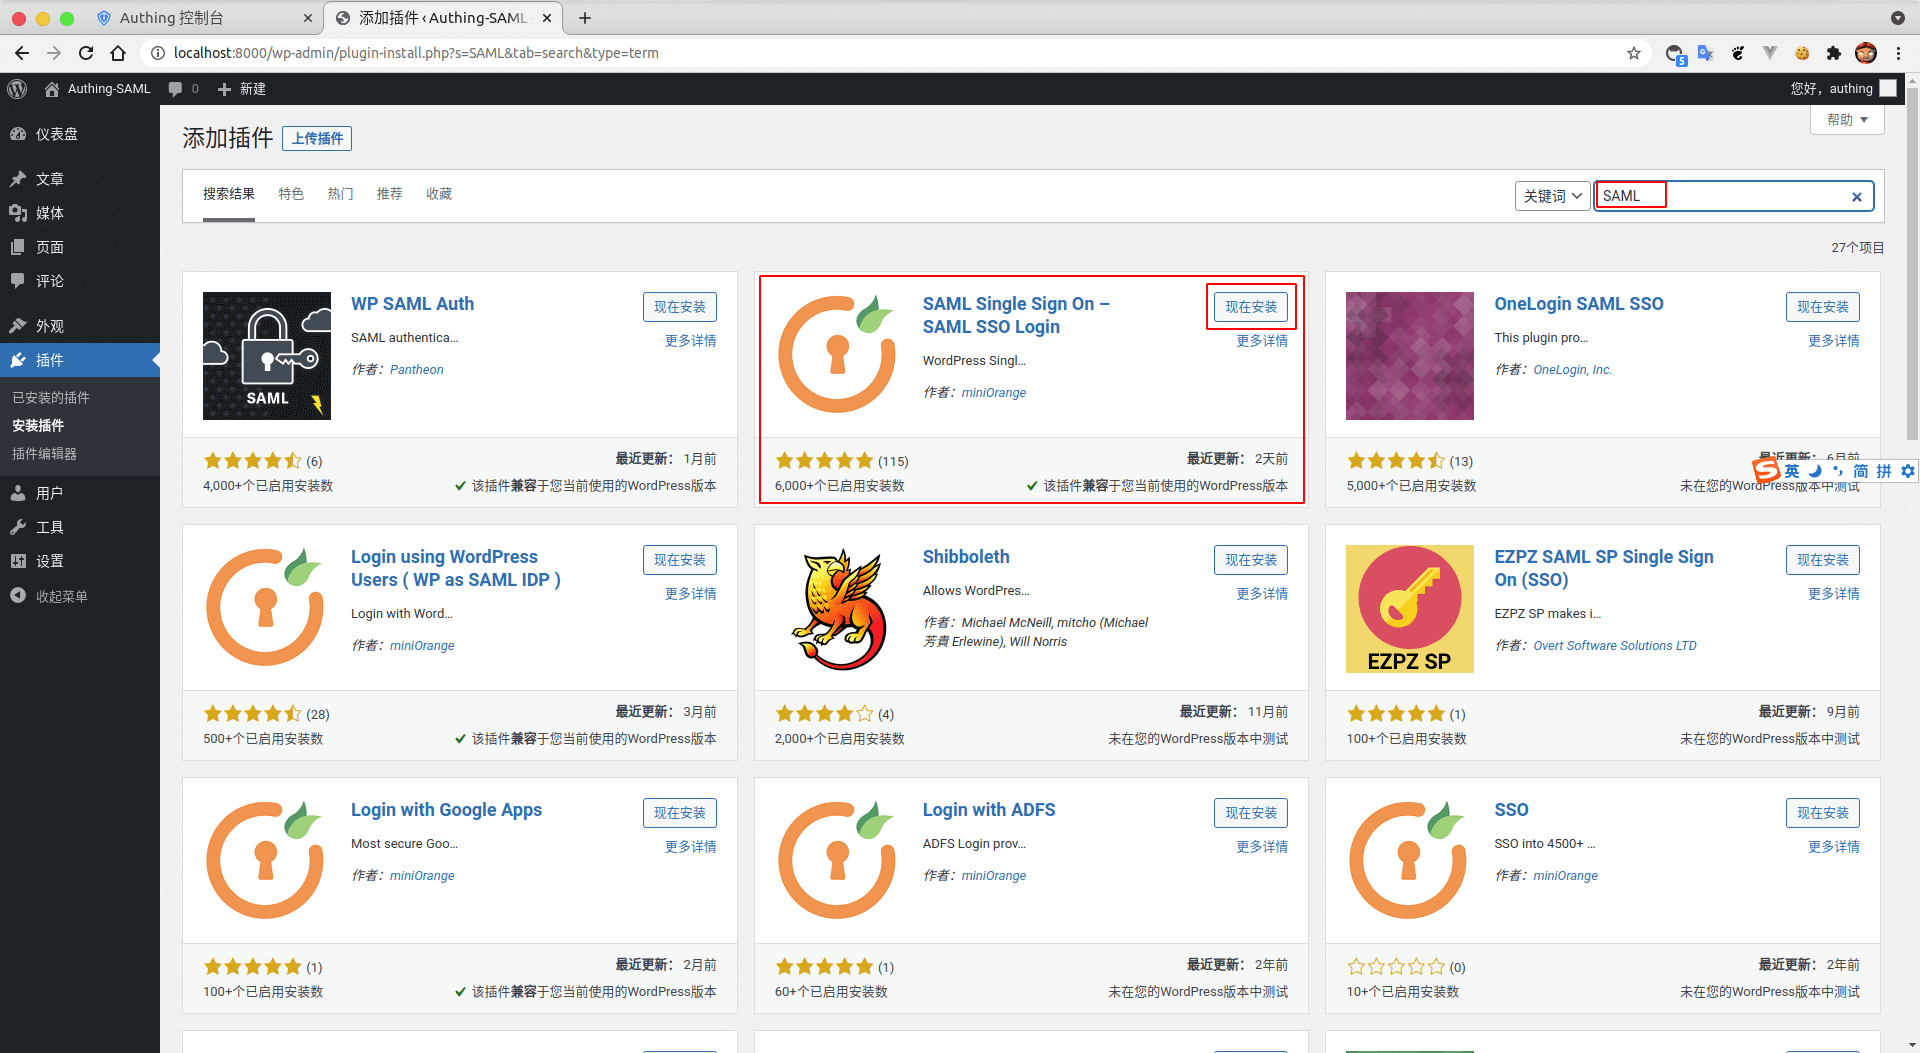 Authing 控制台
添加插件 ‹ Authing-SAML
localhost:8000/wp-admin/plugin-install.php?s=SAML&tab=search&type=term
5
Authing-SAML
0
新建
您好，authing
仪表盘
文章
媒体
页面
评论
外观
插件
已安装的插件
安装插件
插件编辑器
用户
工具
设置
收起菜单
添加插件
上传插件
帮助
搜索结果
特色
热门
推荐
收藏
关键词
SAML
27个项目
SAML
WP SAML Auth
现在安装
更多详情
SAML authentica...
作者：Pantheon
(6)
最近更新： 1月前
4,000+个已启用安装数
该插件兼容于您当前使用的WordPress版本
SAML Single Sign On –
SAML SSO Login
现在安装
更多详情
WordPress Singl...
作者：miniOrange
(115)
最近更新： 2天前
6,000+个已启用安装数
该插件兼容于您当前使用的WordPress版本
OneLogin SAML SSO
现在安装
更多详情
This plugin pro...
作者：OneLogin, Inc.
(13)
最近更新： 6月前
5,000+个已启用安装数
未在您的WordPress版本中测试
英
简
拼
Login using WordPress
Users ( WP as SAML IDP )
现在安装
更多详情
Login with Word...
作者：miniOrange
(28)
最近更新： 3月前
500+个已启用安装数
该插件兼容于您当前使用的WordPress版本
Shibboleth
现在安装
更多详情
Allows WordPres...
作者：Michael McNeill, mitcho (Michael
芳貴 Erlewine), Will Norris
(4)
最近更新： 11月前
2,000+个已启用安装数
未在您的WordPress版本中测试
EZPZ SP
EZPZ SAML SP Single Sign
On (SSO)
现在安装
更多详情
EZPZ SP makes i...
作者：Overt Software Solutions LTD
(1)
最近更新： 9月前
100+个已启用安装数
未在您的WordPress版本中测试
Login with Google Apps
现在安装
更多详情
Most secure Goo...
作者：miniOrange
(1)
最近更新： 2月前
100+个已启用安装数
该插件兼容于您当前使用的WordPress版本
Login with ADFS
现在安装
更多详情
ADFS Login prov...
作者：miniOrange
(1)
最近更新： 2年前
60+个已启用安装数
未在您的WordPress版本中测试
SSO
现在安装
更多详情
SSO into 4500+ ...
作者：miniOrange
(0)
最近更新： 2年前
10+个已启用安装数
未在您的WordPress版本中测试